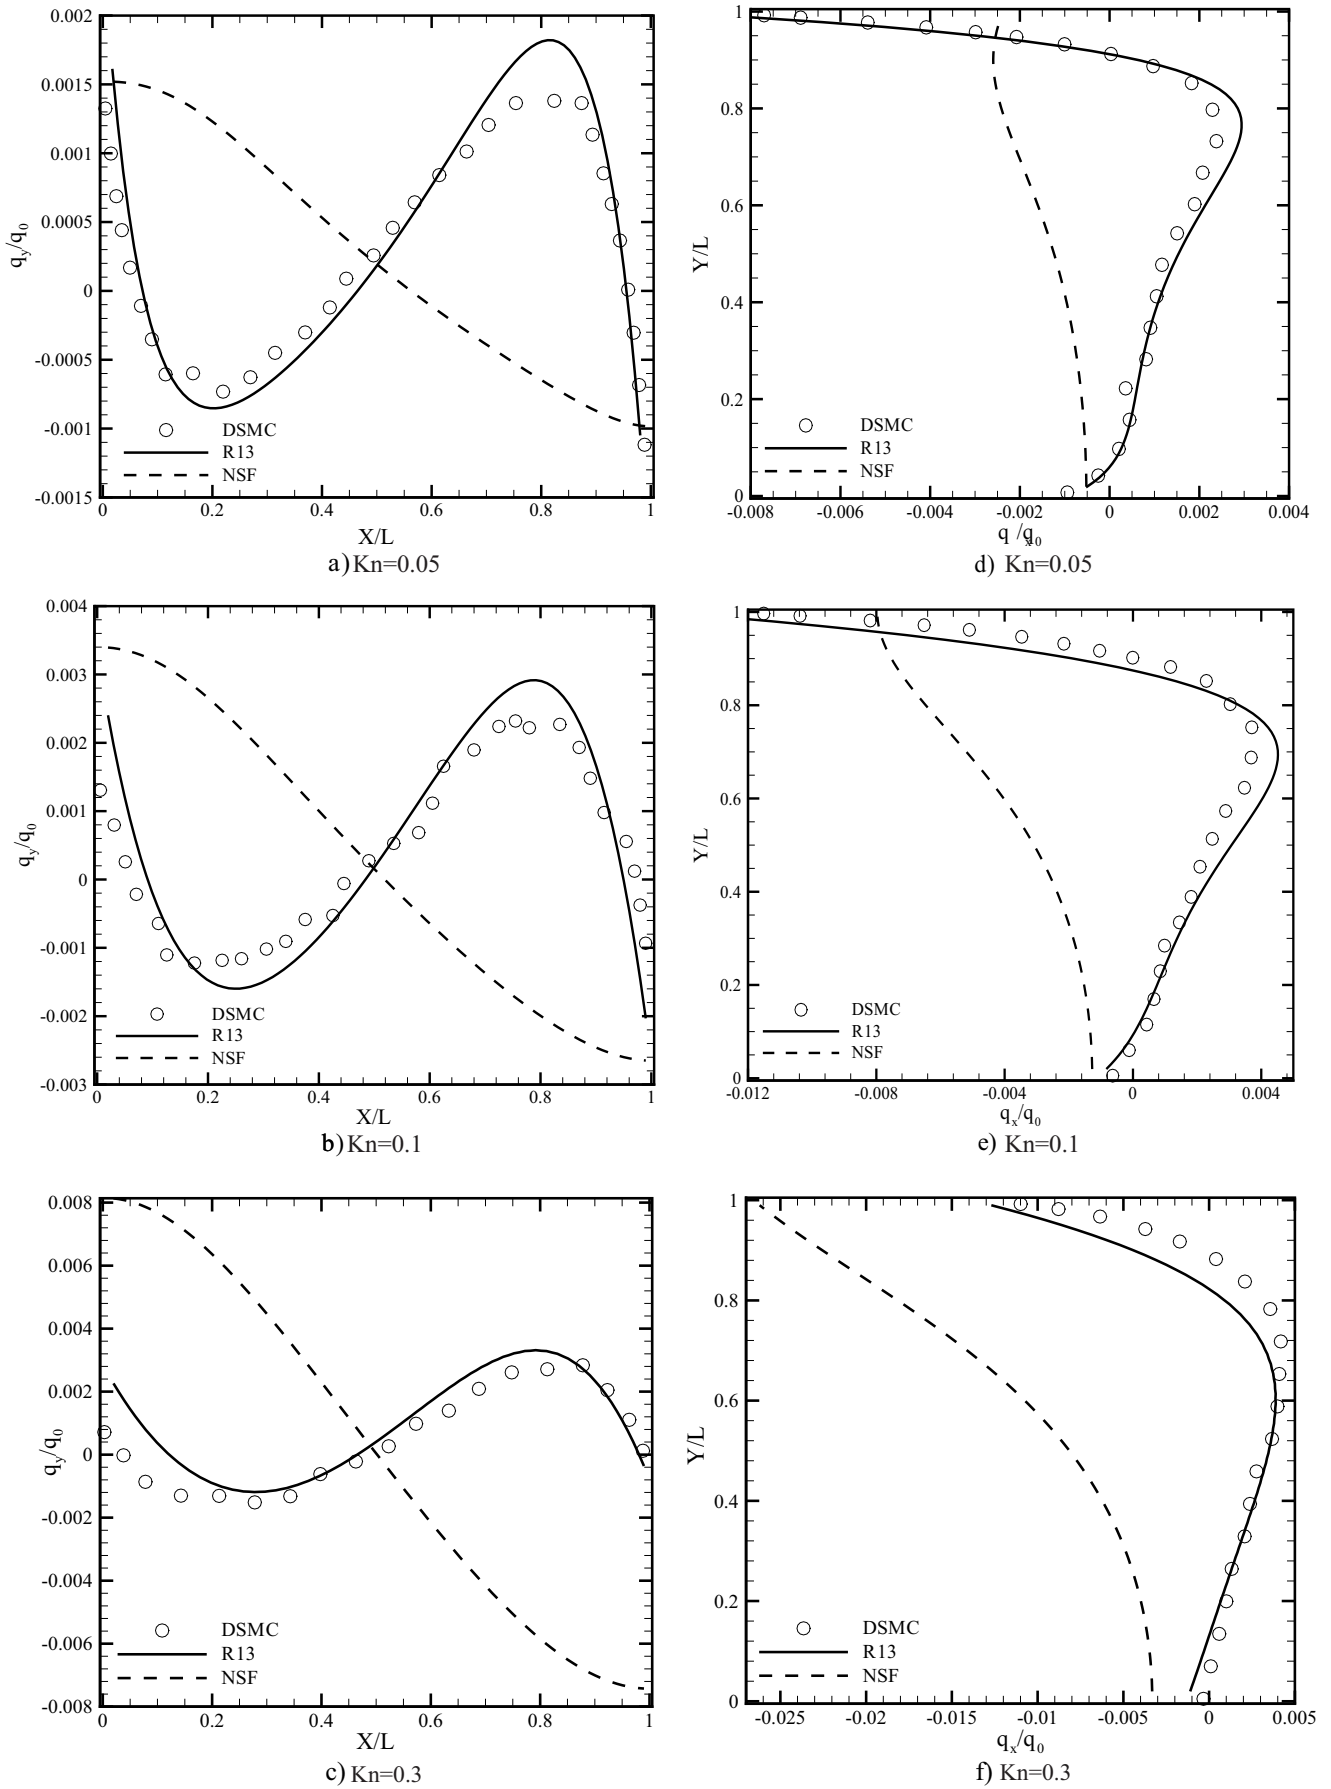 0.002
0.0015
0.001
0.0005
0
-0.0005
-0.001
-0.0015
q_y/q_0
DSMC
R13
NSF
0 0.2 0.4 0.6 0.8 1
X/L
a)Kn=0.05
1
0.8
0.6
0.4
0.2
0
Y/L
DSMC
R13
NSF
-0.008 -0.006 -0.004 -0.002 0 0.002 0.004
q_x/q_0
d) Kn=0.05
0.004
0.003
0.002
0.001
0
-0.001
-0.002
-0.003
q_y/q_0
DSMC
R13
NSF
0 0.2 0.4 0.6 0.8 1
X/L
b)Kn=0.1
1
0.8
0.6
0.4
0.2
0
Y/L
DSMC
R13
NSF
-0.012 -0.008 -0.004 0 0.004
q_x/q_0
e) Kn=0.1
0.008
0.006
0.004
0.002
0
-0.002
-0.004
-0.006
-0.008
q_y/q_0
DSMC
R13
NSF
0 0.2 0.4 0.6 0.8 1
X/L
c) Kn=0.3
1
0.8
0.6
0.4
0.2
0
Y/L
DSMC
R13
NSF
-0.025 -0.02 -0.015 -0.01 -0.005 0 0.005
q_x/q_0
f) Kn=0.3